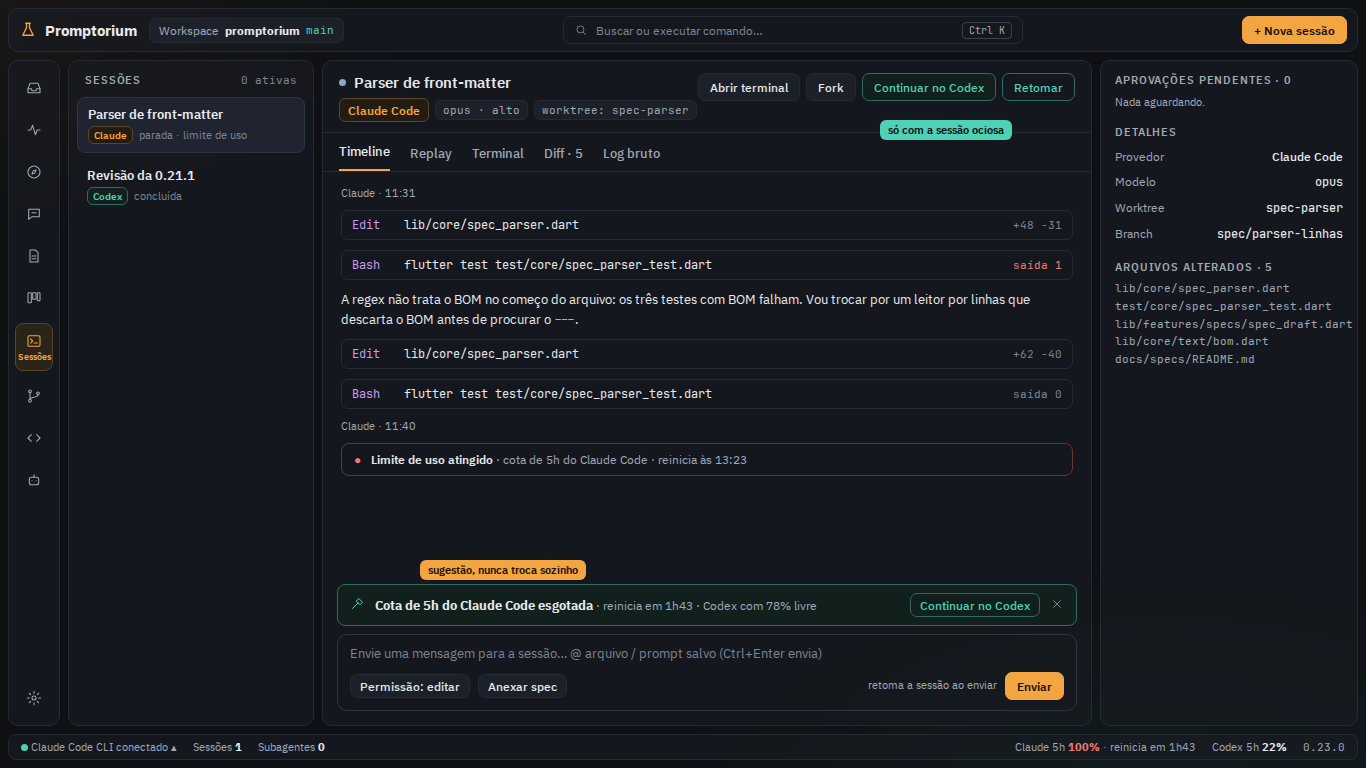 Promptorium
Workspace promptorium main
Buscar ou executar comando...
Ctrl K
+ Nova sessão
Sessões
SESSÕES
0 ativas
Parser de front-matter
Claude parada · limite de uso
Revisão da 0.21.1
Codex concluída
Parser de front-matter
Abrir terminal
Fork
Continuar no Codex
Retomar
Claude Code
opus · alto
worktree: spec-parser
só com a sessão ociosa
Timeline
Replay
Terminal
Diff · 5
Log bruto
Claude · 11:31
Edit lib/core/spec_parser.dart +48 -31
Bash flutter test test/core/spec_parser_test.dart saída 1
A regex não trata o BOM no começo do arquivo: os três testes com BOM falham. Vou trocar por um leitor por linhas que
descarta o BOM antes de procurar o ---.
Edit lib/core/spec_parser.dart +62 -40
Bash flutter test test/core/spec_parser_test.dart saída 0
Claude · 11:40
Limite de uso atingido · cota de 5h do Claude Code · reinicia às 13:23
sugestão, nunca troca sozinho
Cota de 5h do Claude Code esgotada · reinicia em 1h43 · Codex com 78% livre
Continuar no Codex
Envie uma mensagem para a sessão... @ arquivo / prompt salvo (Ctrl+Enter envia)
Permissão: editar
Anexar spec
retoma a sessão ao enviar
Enviar
APROVAÇÕES PENDENTES · 0
Nada aguardando.
DETALHES
Provedor Claude Code
Modelo opus
Worktree spec-parser
Branch spec/parser-linhas
ARQUIVOS ALTERADOS · 5
lib/core/spec_parser.dart
test/core/spec_parser_test.dart
lib/features/specs/spec_draft.dart
lib/core/text/bom.dart
docs/specs/README.md
Claude Code CLI conectado ▴
Sessões 1
Subagentes 0
Claude 5h 100% · reinicia em 1h43
Codex 5h 22%
0.23.0